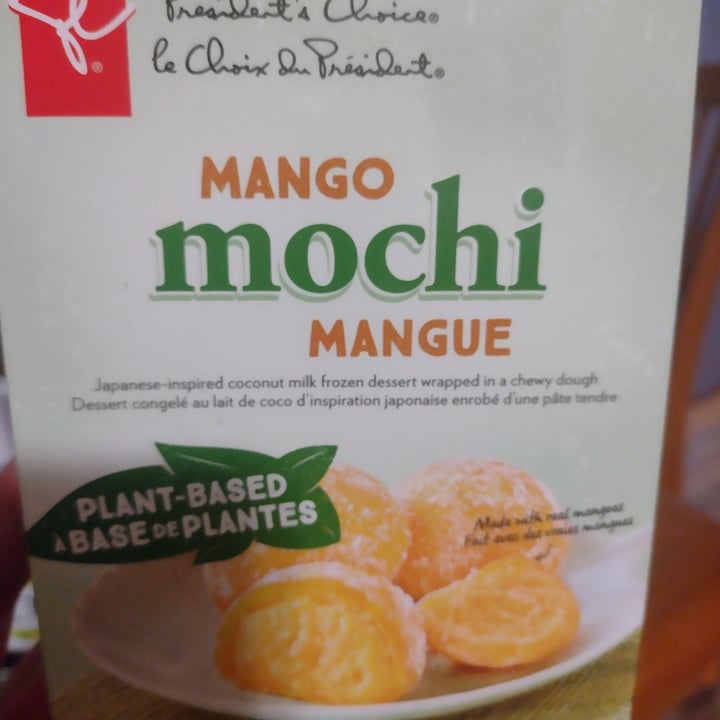 PC®
President's Choice®
le Choix du Président®
MANGO
mochi
MANGUE
Japanese-inspired coconut milk frozen dessert wrapped in a chewy dough
Dessert congelé au lait de coco d'inspiration japonaise enrobé d'une pâte tendre
PLANT-BASED
À BASE DE PLANTES
Made with real mangoes
Fait avec des vraies mangues